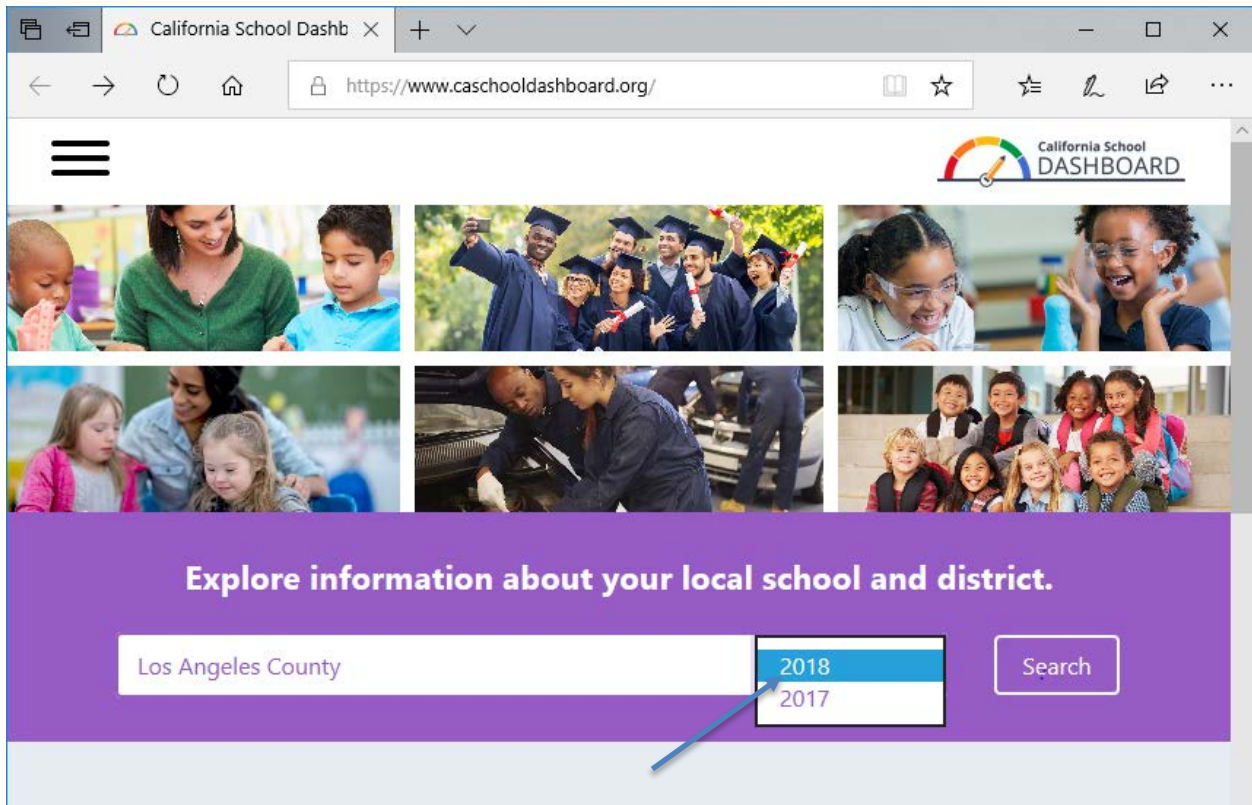 California School Dashb
https://www.caschooldashboard.org/
California School
DASHBOARD
Explore information about your local school and district.
Los Angeles County
2018
2017
Search